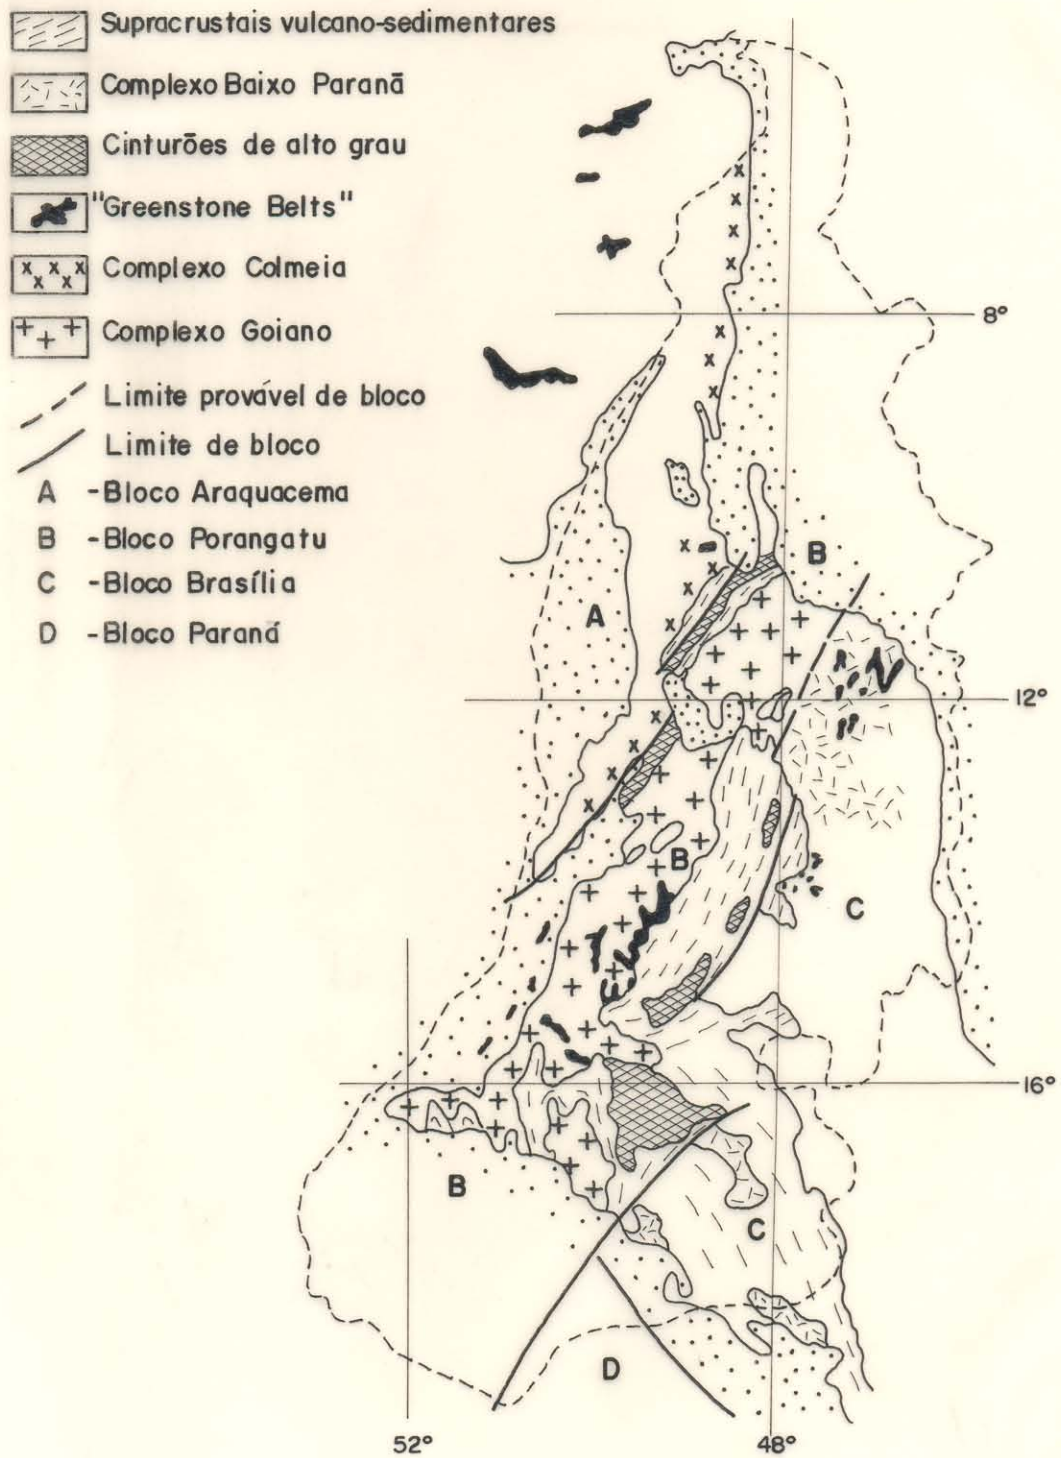 Supracrustais vulcano-sedimentares
Complexo Baixo Paranã
Cinturões de alto grau
"Greenstone Belts"
Complexo Colmeia
Complexo Goiano
Limite provável de bloco
Limite de bloco
A - Bloco Araquacema
B - Bloco Porangatu
C - Bloco Brasília
D - Bloco Paraná
8°
B
A
12°
B
C
16°
B
C
D
52° 48°